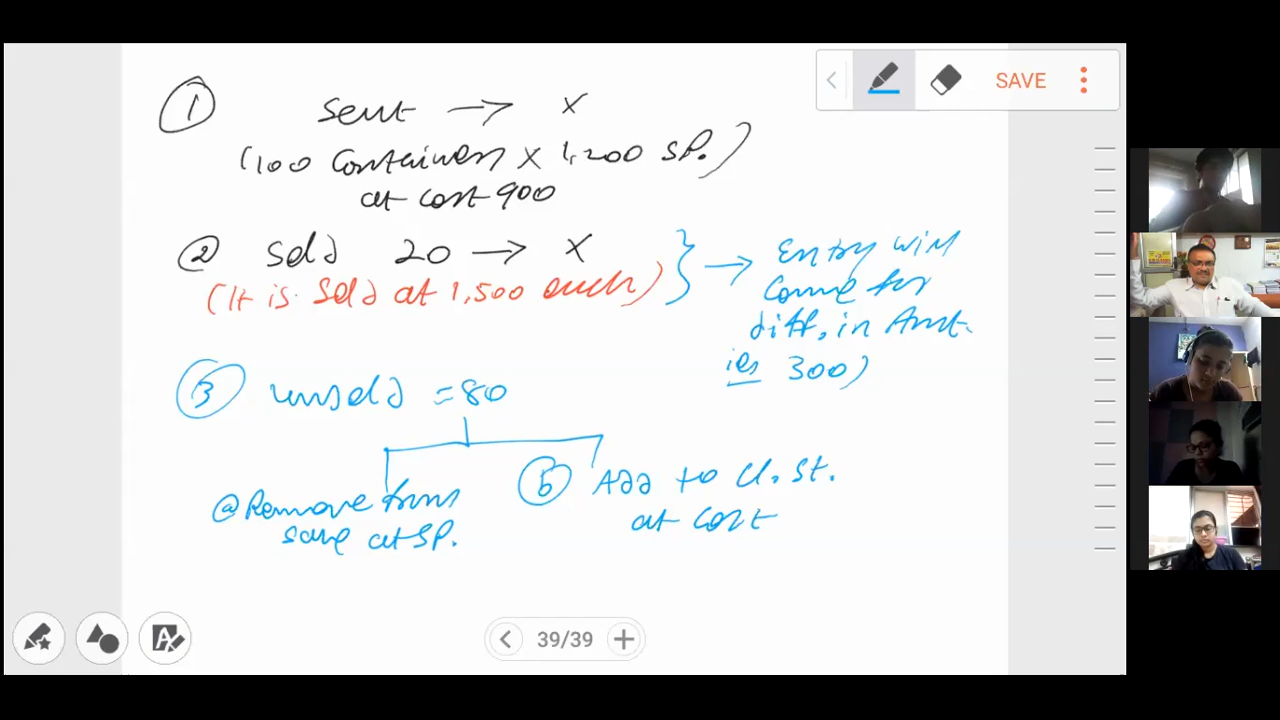 SAVE
① Sent → X
(100 Containers X 1,200 SP.)
at cost 900
② Sold 20 → X
(It is Sold at 1,500 each)
} → Entry will
come for
diff, in Amt.
ie, 300)
③ unsold = 80
ⓐ Remove from
sale at SP.
ⓑ Add to Cl. St.
at Cost
39/39